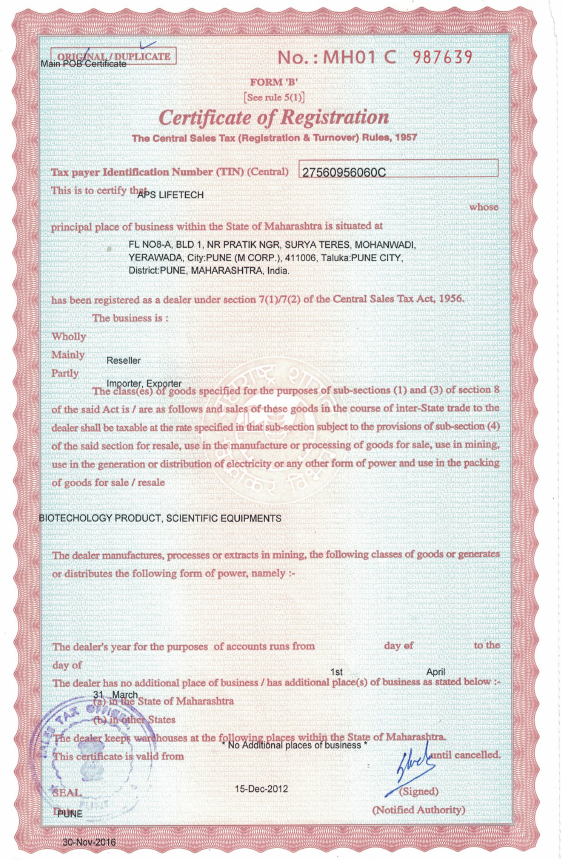 ORIGINAL / DUPLICATE
Main POB Certificate
No. : MH01 C 987639
FORM 'B'
[See rule 5(1)]
Certificate of Registration
The Central Sales Tax (Registration & Turnover) Rules, 1957
Tax payer Identification Number (TIN) (Central) 27560956060C
This is to certify that APS LIFETECH
whose
principal place of business within the State of Maharashtra is situated at
FL NO8-A, BLD 1, NR PRATIK NGR, SURYA TERES, MOHANWADI,
YERAWADA, City:PUNE (M CORP.), 411006, Taluka:PUNE CITY,
District:PUNE, MAHARASHTRA, India.
has been registered as a dealer under section 7(1)/7(2) of the Central Sales Tax Act, 1956.
The business is :
Wholly
Mainly Reseller
Partly
Importer, Exporter
The class(es) of goods specified for the purposes of sub-sections (1) and (3) of section 8
of the said Act is / are as follows and sales of these goods in the course of inter-State trade to the
dealer shall be taxable at the rate specified in that sub-section subject to the provisions of sub-section (4)
of the said section for resale, use in the manufacture or processing of goods for sale, use in mining,
use in the generation or distribution of electricity or any other form of power and use in the packing
of goods for sale / resale
BIOTECHOLOGY PRODUCT, SCIENTIFIC EQUIPMENTS
The dealer manufactures, processes or extracts in mining, the following classes of goods or generates
or distributes the following form of power, namely :-
The dealer's year for the purposes of accounts runs from day of to the
day of
1st April
The dealer has no additional place of business / has additional place(s) of business as stated below :-
31 March
(a) in the State of Maharashtra
(b) in other States
The dealer keeps warehouses at the following places within the State of Maharashtra.
* No Additional places of business *
This certificate is valid from until cancelled.
SALES TAX OFFICER
PUNE
15-Dec-2012
SEAL (Signed)
PUNE
(Notified Authority)
30-Nov-2016